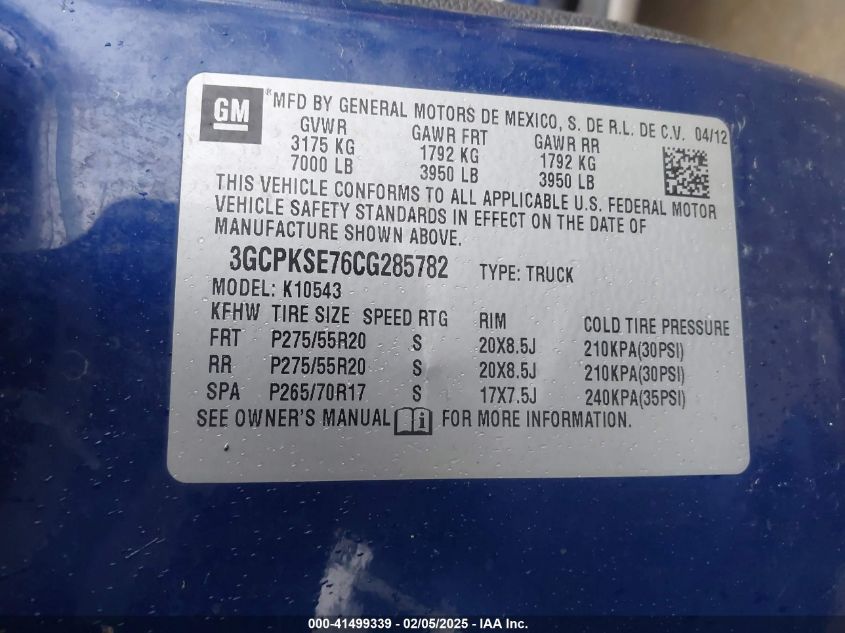 GM
*MFD BY GENERAL MOTORS DE MEXICO, S. DE R.L. DE C.V. 04/12
GVWR GAWR FRT GAWR RR
3175 KG 1792 KG 1792 KG
7000 LB 3950 LB 3950 LB
THIS VEHICLE CONFORMS TO ALL APPLICABLE U.S. FEDERAL MOTOR
VEHICLE SAFETY STANDARDS IN EFFECT ON THE DATE OF
MANUFACTURE SHOWN ABOVE.
3GCPKSE76CG285782 TYPE: TRUCK
MODEL: K10543
KFHW TIRE SIZE SPEED RTG RIM COLD TIRE PRESSURE
FRT P275/55R20 S 20X8.5J 210KPA(30PSI)
RR P275/55R20 S 20X8.5J 210KPA(30PSI)
SPA P265/70R17 S 17X7.5J 240KPA(35PSI)
SEE OWNER'S MANUAL i FOR MORE INFORMATION.
000-41499339 - 02/05/2025 - IAA Inc.